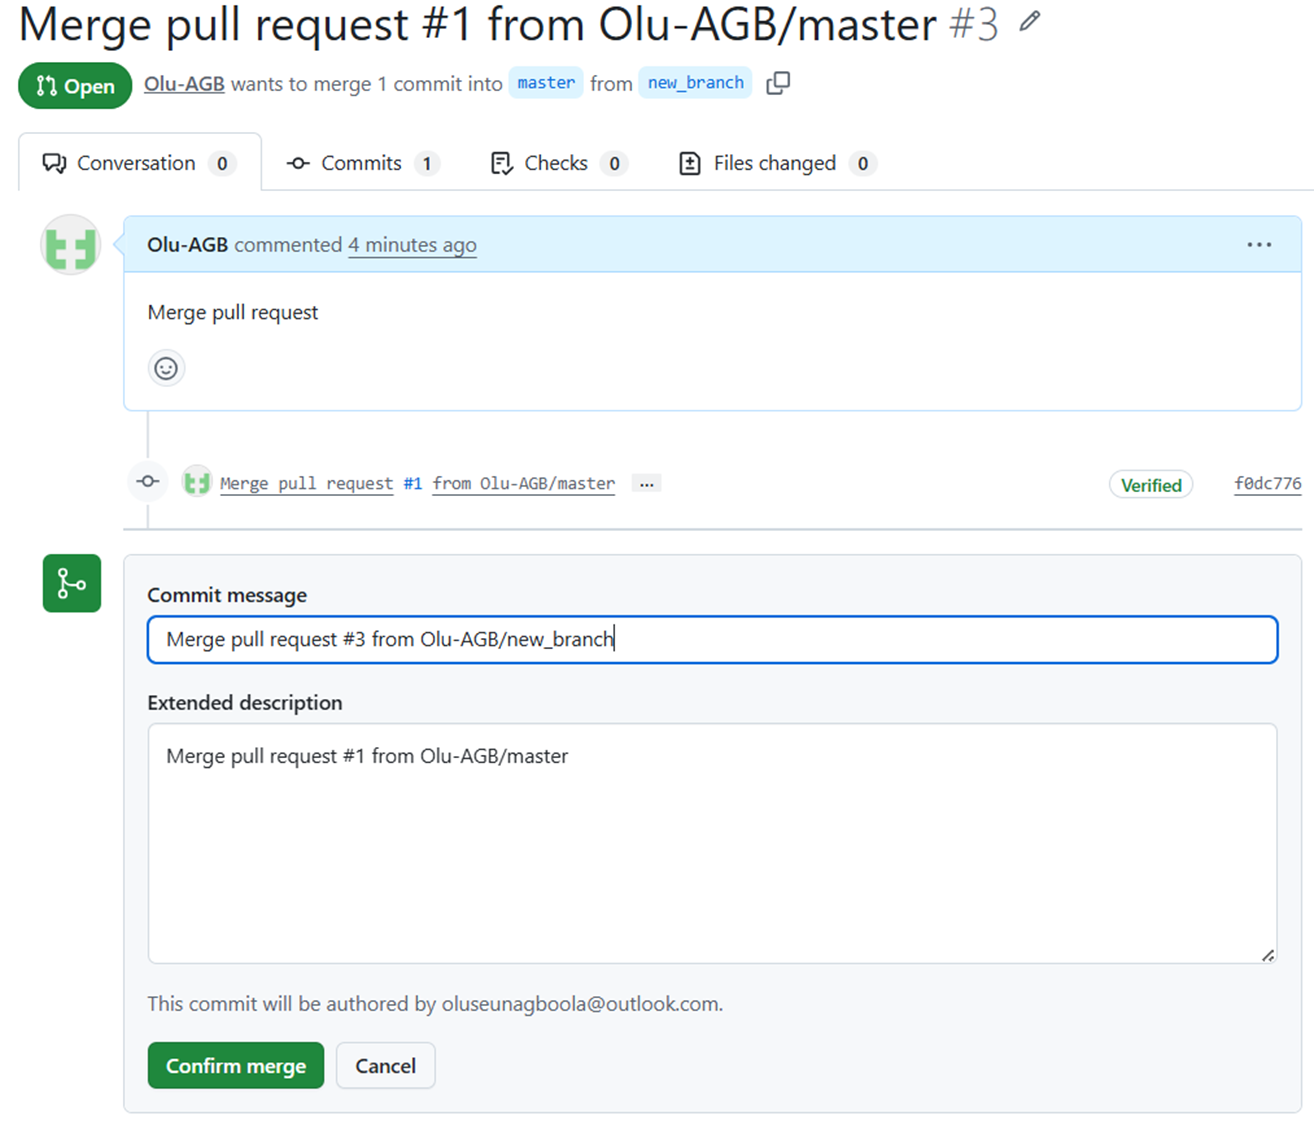 Merge pull request #1 from Olu-AGB/master #3
Open Olu-AGB wants to merge 1 commit into master from new_branch
Conversation 0 Commits 1 Checks 0 Files changed 0
Olu-AGB commented 4 minutes ago ...
Merge pull request
Merge pull request #1 from Olu-AGB/master ... Verified f0dc776
Commit message
Merge pull request #3 from Olu-AGB/new_branch
Extended description
Merge pull request #1 from Olu-AGB/master
This commit will be authored by oluseunagboola@outlook.com.
Confirm merge Cancel